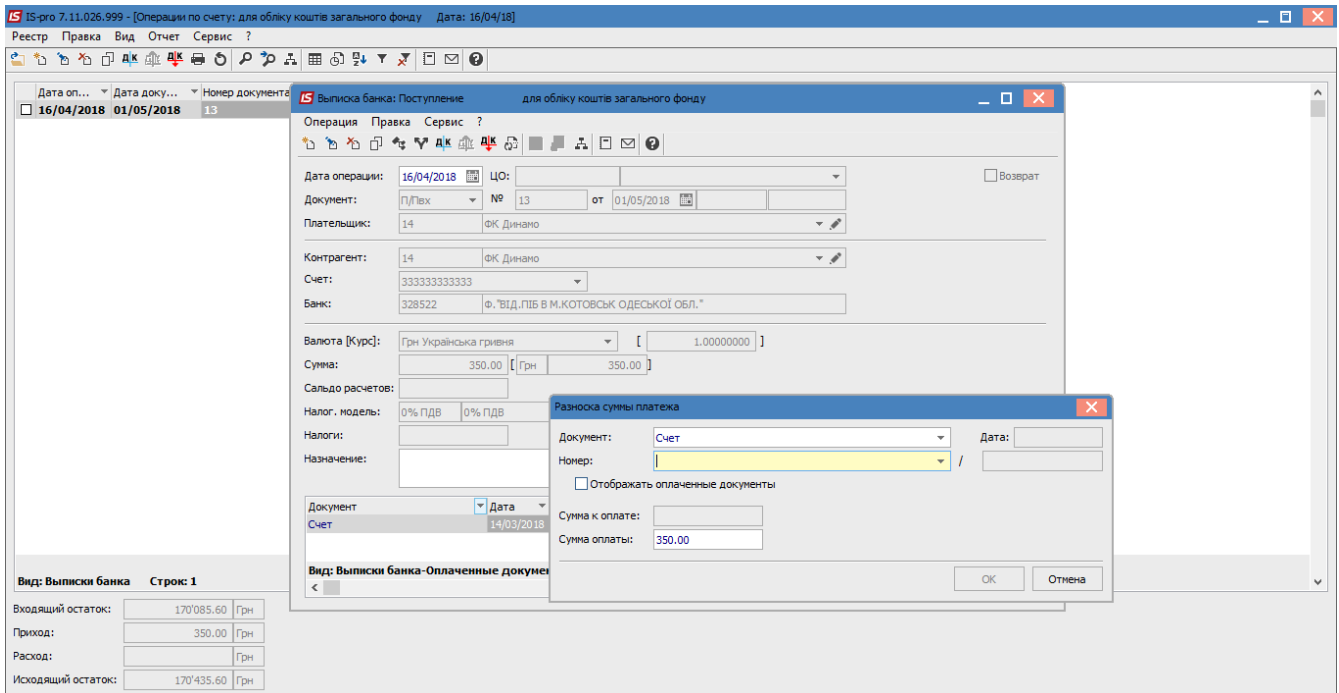 IS-pro 7.11.026.999 - [Операции по счету: для обліку коштів загального фонду Дата: 16/04/18]
Реестр Правка Вид Отчет Сервис ?
Дата оп... Дата доку... Номер документа
16/04/2018 01/05/2018 13
Выписка банка: Поступление для обліку коштів загального фонду
Операция Правка Сервис ?
Дата операции: 16/04/2018 ЦО: Возврат
Документ: П/Пвх № 13 от 01/05/2018
Плательщик: 14 ФК Динамо
Контрагент: 14 ФК Динамо
Счет: 333333333333
Банк: 328522 Ф."ВІД.ПІБ В М.КОТОВСЬК ОДЕСЬКОЇ ОБЛ."
Валюта [Курс]: Грн Українська гривня [ 1.00000000 ]
Сумма: 350.00 [ Грн 350.00 ]
Сальдо расчетов:
Налог. модель: 0% ПДВ 0% ПДВ
Налоги:
Назначение:
Документ Дата
Счет 14/03/2018
Вид: Выписки банка-Оплаченные докумен
Разноска суммы платежа
Документ: Счет Дата:
Номер: /
Отображать оплаченные документы
Сумма к оплате:
Сумма оплаты: 350.00
ОК Отмена
Вид: Выписки банка Строк: 1
Входящий остаток: 170'085.60 Грн
Приход: 350.00 Грн
Расход: Грн
Исходящий остаток: 170'435.60 Грн